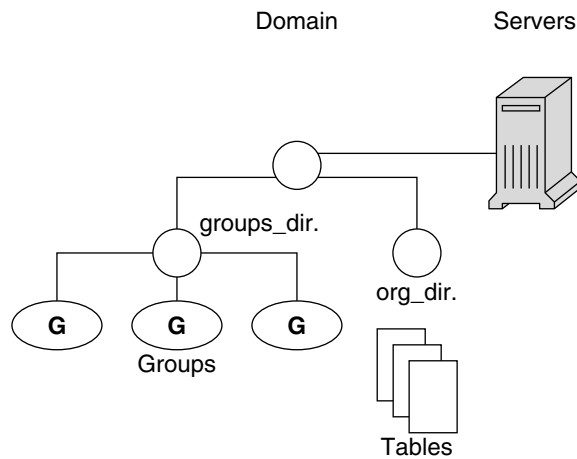 Domain
Servers
groups_dir.
org_dir.
G
G
G
Groups
Tables